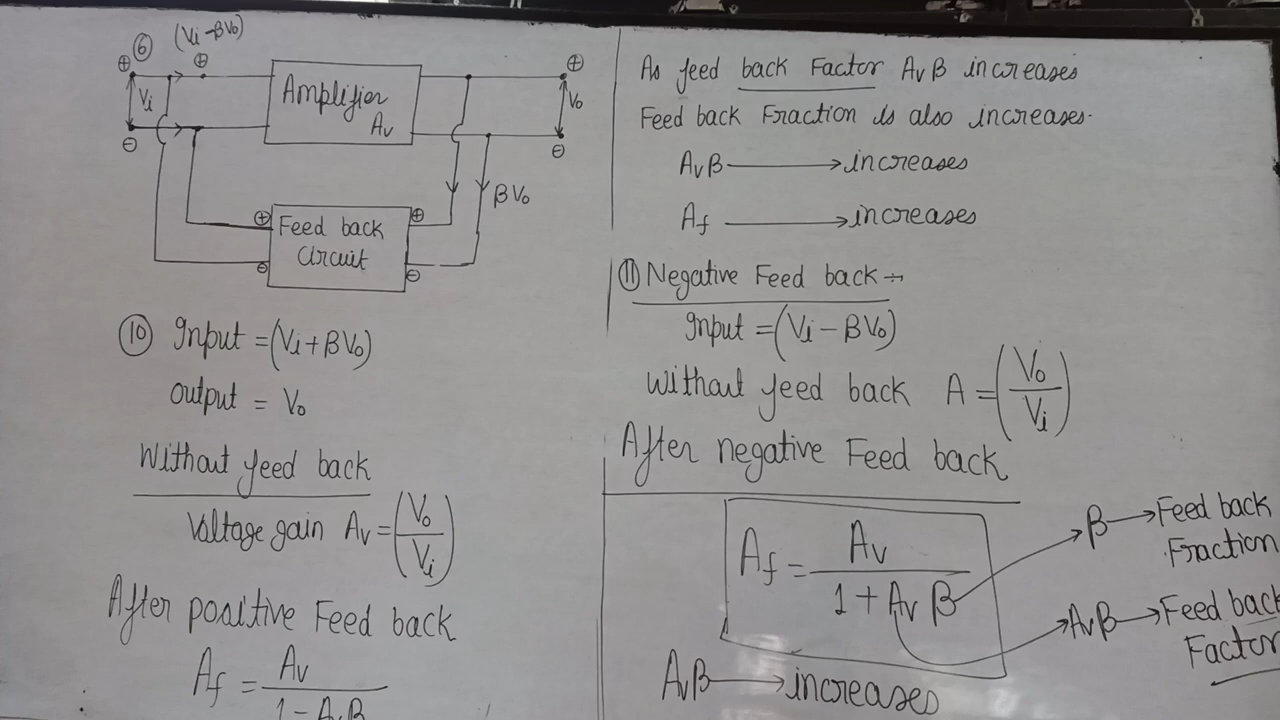 ⑥ (Vi-βVo)
⊕ ⊕ ⊕
Vi Amplifier Av Vo
⊖ ⊖
βVo
⊕ Feed back ⊕
⊖ Circuit ⊖
⑩ Input = (Vi+βVo)
output = Vo
Without feed back
Voltage gain Av = (Vo/Vi)
After positive Feed back
Af = Av/1-AvB
As feed back Factor Avβ increases
Feed back Fraction is also increases.
Avβ → increases
Af → increases
⑪ Negative Feed back :-
Input = (Vi - βVo)
Without feed back A = (Vo/Vi)
After negative Feed back
Af = Av/1+Avβ
β → Feed back
Fraction
Avβ → Feed back
Factor
Avβ → increases